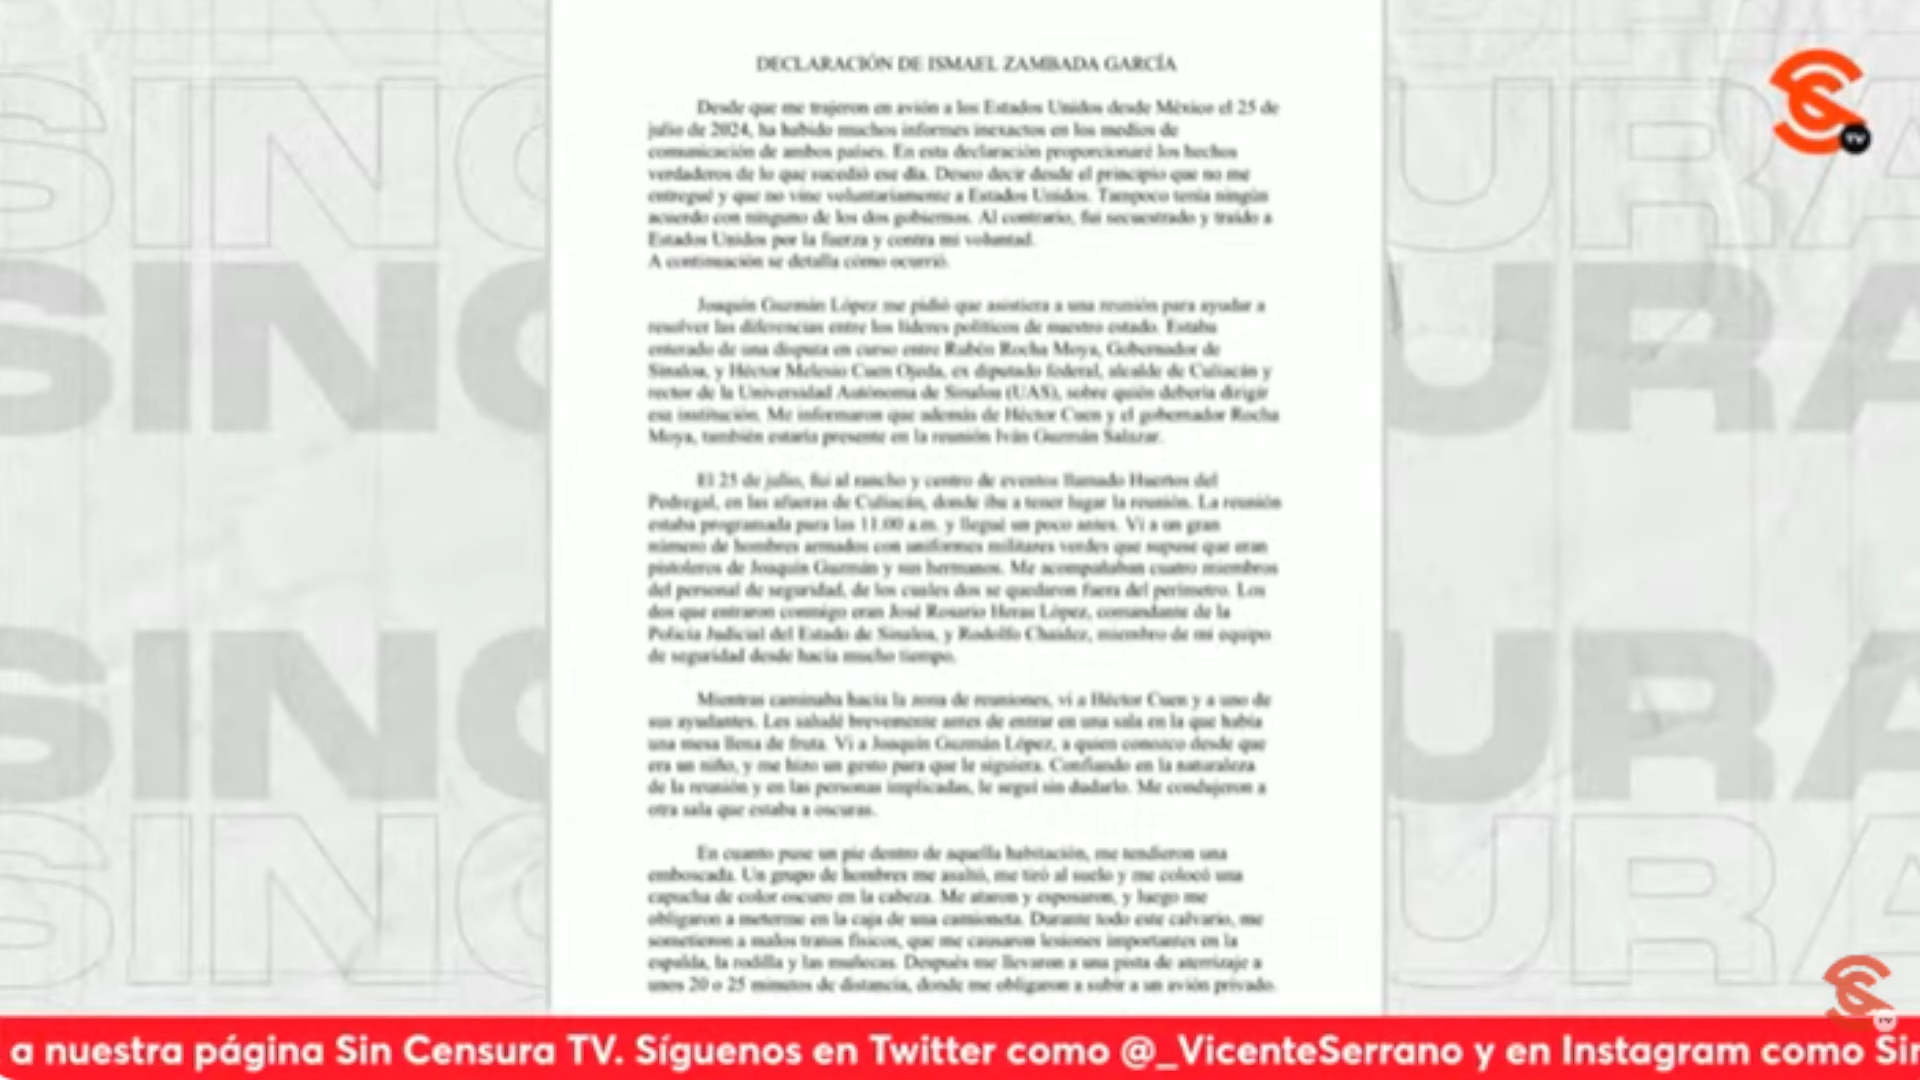 DECLARACIÓN DE ISMAEL ZAMBADA GARCÍA
Desde que me trajeron en avión a los Estados Unidos desde México el 25 de
julio de 2024, ha habido muchos informes inexactos en los medios de
comunicación de ambos países. En esta declaración proporcionaré los hechos
verdaderos de lo que sucedió ese día. Deseo decir desde el principio que no me
entregué y que no vine voluntariamente a Estados Unidos. Tampoco tenía ningún
acuerdo con ninguno de los dos gobiernos. Al contrario, fui secuestrado y traído a
Estados Unidos por la fuerza y contra mi voluntad.
A continuación se detalla cómo ocurrió.
Joaquín Guzmán López me pidió que asistiera a una reunión para ayudar a
resolver las diferencias entre los líderes políticos de nuestro estado. Estaba
enterado de una disputa en curso entre Rubén Rocha Moya, Gobernador de
Sinaloa, y Héctor Melesio Cuen Ojeda, ex diputado federal, alcalde de Culiacán y
rector de la Universidad Autónoma de Sinaloa (UAS), sobre quién debería dirigir
esa institución. Me informaron que además de Héctor Cuen y el gobernador Rocha
Moya, también estaría presente en la reunión Iván Guzmán Salazar.
El 25 de julio, fui al rancho y centro de eventos llamado Huertos del
Pedregal, en las afueras de Culiacán, donde iba a tener lugar la reunión. La reunión
estaba programada para las 11:00 a.m. y llegué un poco antes. Vi a un gran
número de hombres armados con uniformes militares verdes que supuse que eran
pistoleros de Joaquín Guzmán y sus hermanos. Me acompañaban cuatro miembros
del personal de seguridad, de los cuales dos se quedaron fuera del perímetro. Los
dos que entraron conmigo eran José Rosario Heras López, comandante de la
Policía Judicial del Estado de Sinaloa, y Rodolfo Chaidez, miembro de mi equipo
de seguridad desde hacía mucho tiempo.
Mientras caminaba hacia la zona de reuniones, vi a Héctor Cuen y a uno de
sus ayudantes. Les saludé brevemente antes de entrar en una sala en la que había
una mesa llena de fruta. Vi a Joaquín Guzmán López, a quien conozco desde que
era un niño, y me hizo un gesto para que le siguiera. Confiando en la naturaleza
de la reunión y en las personas implicadas, le seguí sin dudarlo. Me condujeron a
otra sala que estaba a oscuras.
En cuanto puse un pie dentro de aquella habitación, me tendieron una
emboscada. Un grupo de hombres me asaltó, me tiró al suelo y me colocó una
capucha de color oscuro en la cabeza. Me ataron y esposaron, y luego me
obligaron a meterme en la caja de una camioneta. Durante todo este calvario, me
sometieron a malos tratos físicos, que me causaron lesiones importantes en la
espalda, la rodilla y las muñecas. Después me llevaron a una pista de aterrizaje a
unos 20 o 25 minutos de distancia, donde me obligaron a subir a un avión privado.
SINC
URA
SINC
URA
SINC
URA
SINC
URA
TV
TV
a nuestra página Sin Censura TV. Síguenos en Twitter como @_VicenteSerrano y en Instagram como Sin